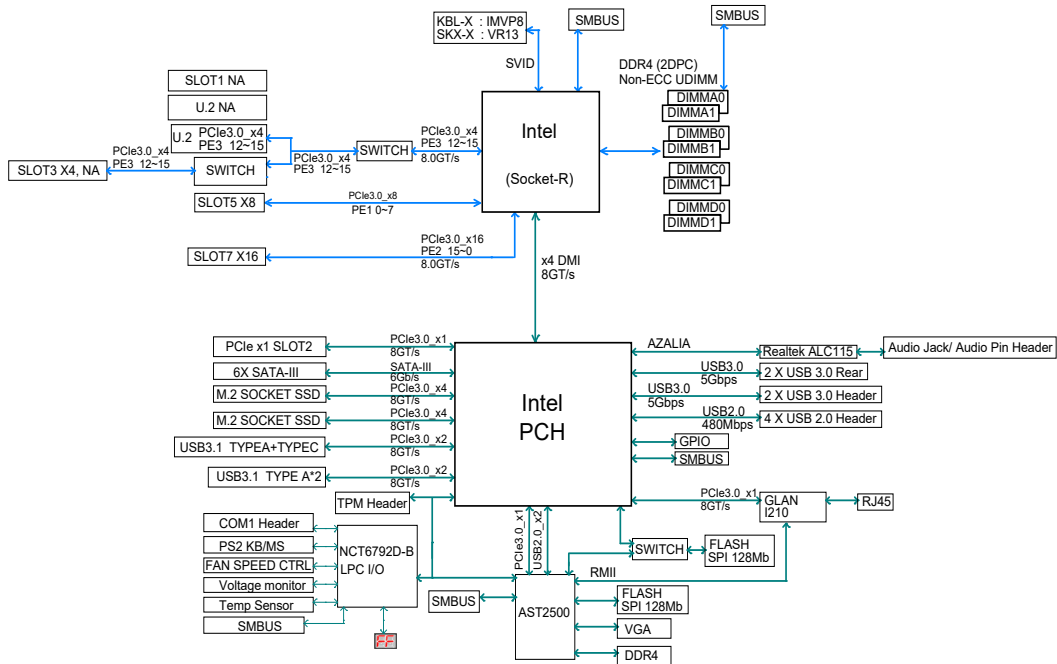 KBL-X : IMVP8
SKX-X : VR13
SMBUS
SMBUS
SVID
DDR4 (2DPC)
Non-ECC UDIMM
SLOT1 NA
U.2 NA
U.2 PCIe3.0_x4
PE3 12~15
PCIe3.0_x4
PE3 12~15
SLOT3 X4, NA
SWITCH
PCIe3.0_x4
PE3 12~15
SWITCH
PCIe3.0_x4
PE3 12~15
8.0GT/s
Intel
(Socket-R)
DIMMA0
DIMMA1
DIMMB0
DIMMB1
DIMMC0
DIMMC1
DIMMD0
DIMMD1
SLOT5 X8
PCIe3.0_x8
PE1 0~7
SLOT7 X16
PCIe3.0_x16
PE2 15~0
8.0GT/s
x4 DMI
8GT/s
PCIe x1 SLOT2
PCIe3.0_x1
8GT/s
6X SATA-III
SATA-III
6Gb/s
M.2 SOCKET SSD
PCIe3.0_x4
8GT/s
M.2 SOCKET SSD
PCIe3.0_x4
8GT/s
USB3.1 TYPEA+TYPEC
PCIe3.0_x2
8GT/s
USB3.1 TYPE A*2
PCIe3.0_x2
8GT/s
Intel
PCH
AZALIA
Realtek ALC115
Audio Jack/ Audio Pin Header
USB3.0
5Gbps
2 X USB 3.0 Rear
USB3.0
5Gbps
2 X USB 3.0 Header
USB2.0
480Mbps
4 X USB 2.0 Header
GPIO
SMBUS
PCIe3.0_x1
8GT/s
GLAN
I210
RJ45
TPM Header
COM1 Header
PS2 KB/MS
FAN SPEED CTRL
Voltage monitor
Temp Sensor
SMBUS
NCT6792D-B
LPC I/O
FF
PCIe3.0_x1
USB2.0_x2
SWITCH
FLASH
SPI 128Mb
RMII
SMBUS
AST2500
FLASH
SPI 128Mb
VGA
DDR4